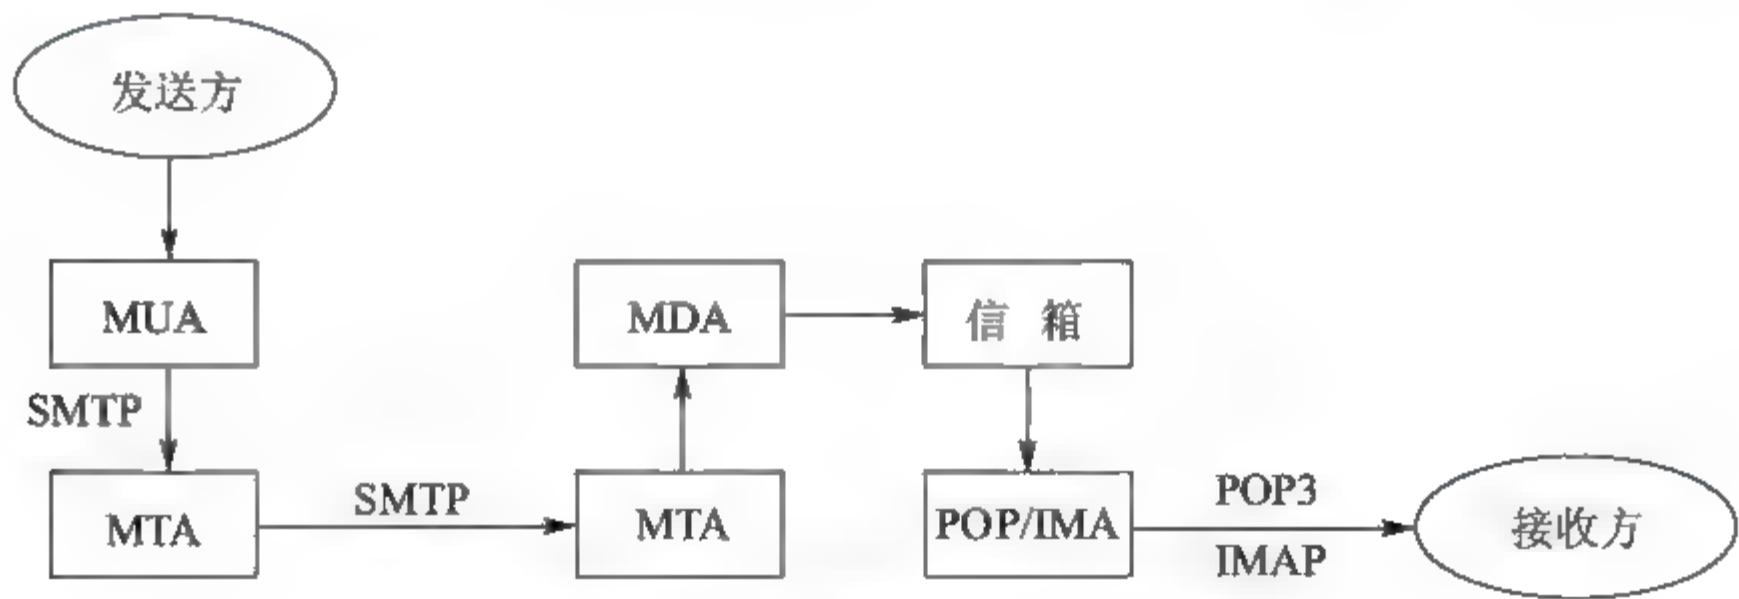 发送方
MUA
MDA
信 箱
SMTP
MTA
SMTP
MTA
POP/IMA
POP3
IMAP
接收方